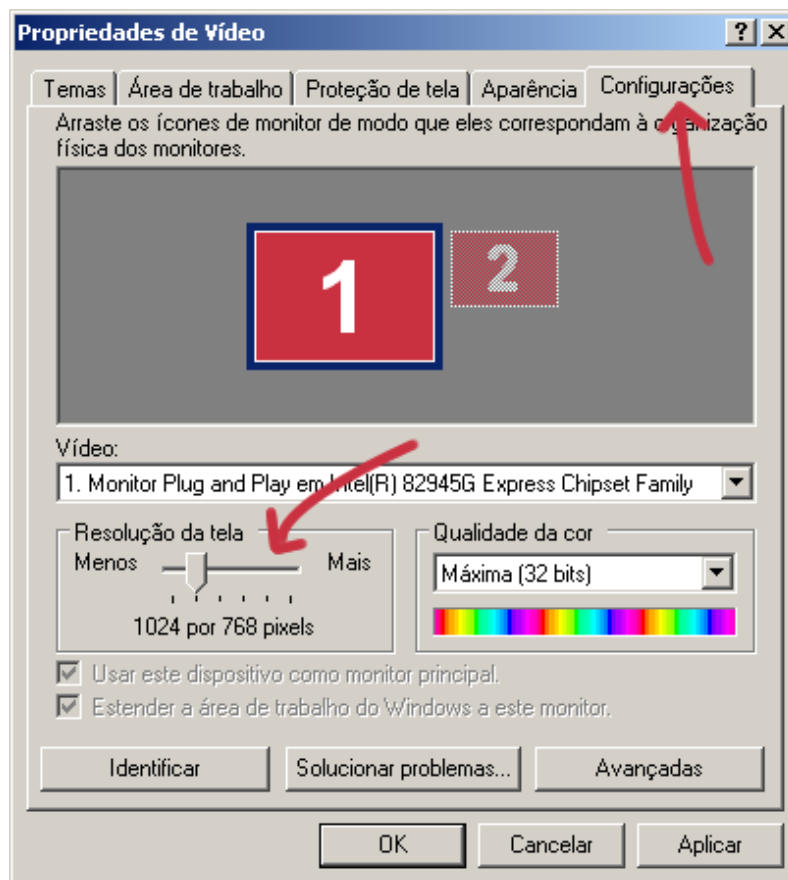 Propriedades de Vídeo
Temas
Área de trabalho
Proteção de tela
Aparência
Configurações
Arraste os ícones de monitor de modo que eles correspondam à organização
física dos monitores.
1
2
Vídeo:
1. Monitor Plug and Play em Intel(R) 82945G Express Chipset Family
Resolução da tela
Menos
Mais
1024 por 768 pixels
Qualidade da cor
Máxima (32 bits)
Usar este dispositivo como monitor principal.
Estender a área de trabalho do Windows a este monitor.
Identificar
Solucionar problemas...
Avançadas
OK
Cancelar
Aplicar